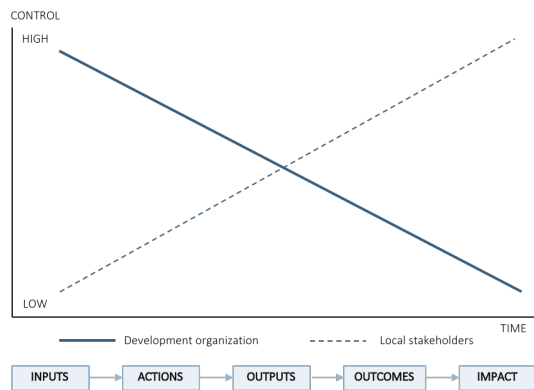 CONTROL
HIGH
LOW
TIME
Development organization
Local stakeholders
INPUTS
ACTIONS
OUTPUTS
OUTCOMES
IMPACT